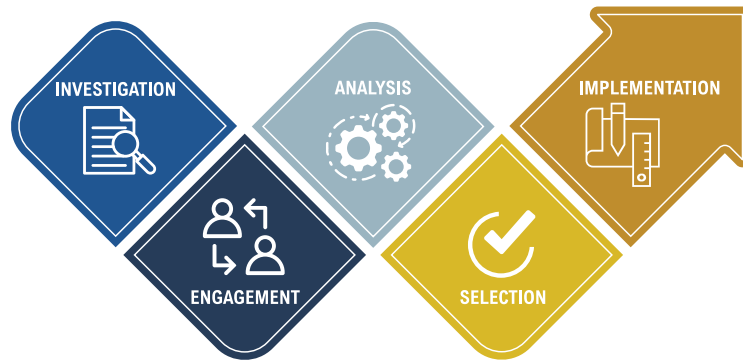 INVESTIGATION
ENGAGEMENT
ANALYSIS
SELECTION
IMPLEMENTATION